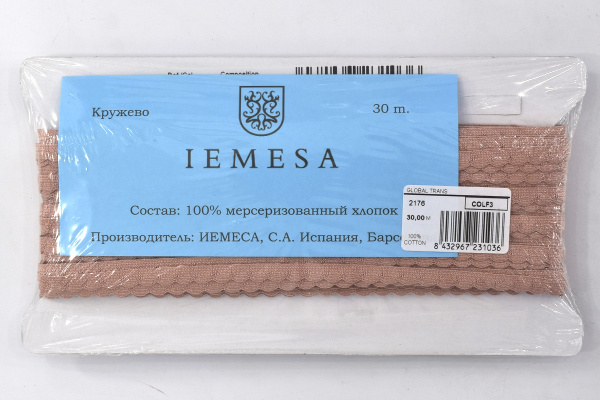 Composition
Кружево
30 m.
IEMESA
Состав: 100% мерсеризованный хлопок
Производитель: ИЕМЕСА, С.А. Испания,
GLOBAL TRANS
2176
COLF3
30,00 M
100%
COTTON
8 432967 231036